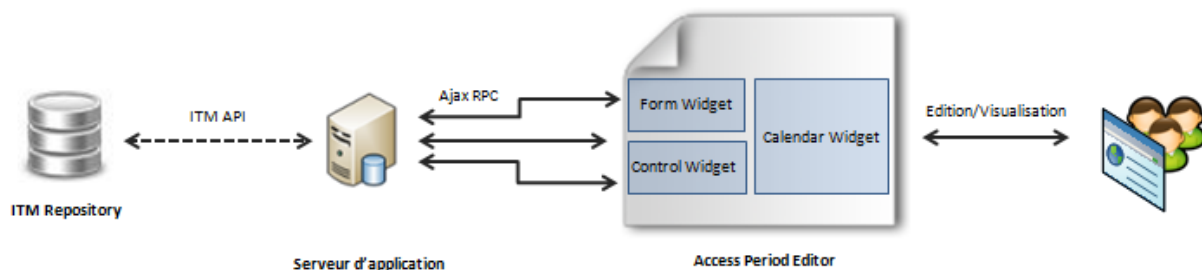 ITM API
Ajax RPC
Form Widget
Control Widget
Calendar Widget
Edition/Visualisation
ITM Repository
Serveur d'application
Access Period Editor